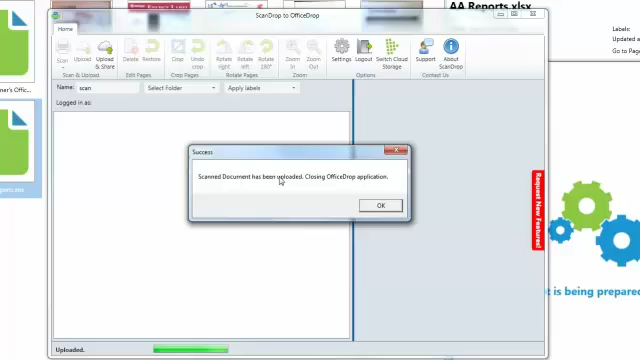 ScanDrop to OfficeDrop
AA Reports.xlsx
Home
Labels:
Updated a
Go to Page
Scan
Upload
Upload & Share
Delete
Restore
Crop
Undo crop
Rotate right
Rotate left
Rotate 180°
Zoom In
Zoom Out
Settings
Logout
Switch Cloud Storage
Support
About ScanDrop
Scan & Upload
Edit Pages
Crop Pages
Rotate Pages
Zoom
Options
Contact Us
Name: scan
Select Folder
Apply labels
Logged in as:
ner's Offic...
Success
Scanned Document has been uploaded. Closing OfficeDrop application.
OK
Request New Features!
t is being prepared
Uploaded.